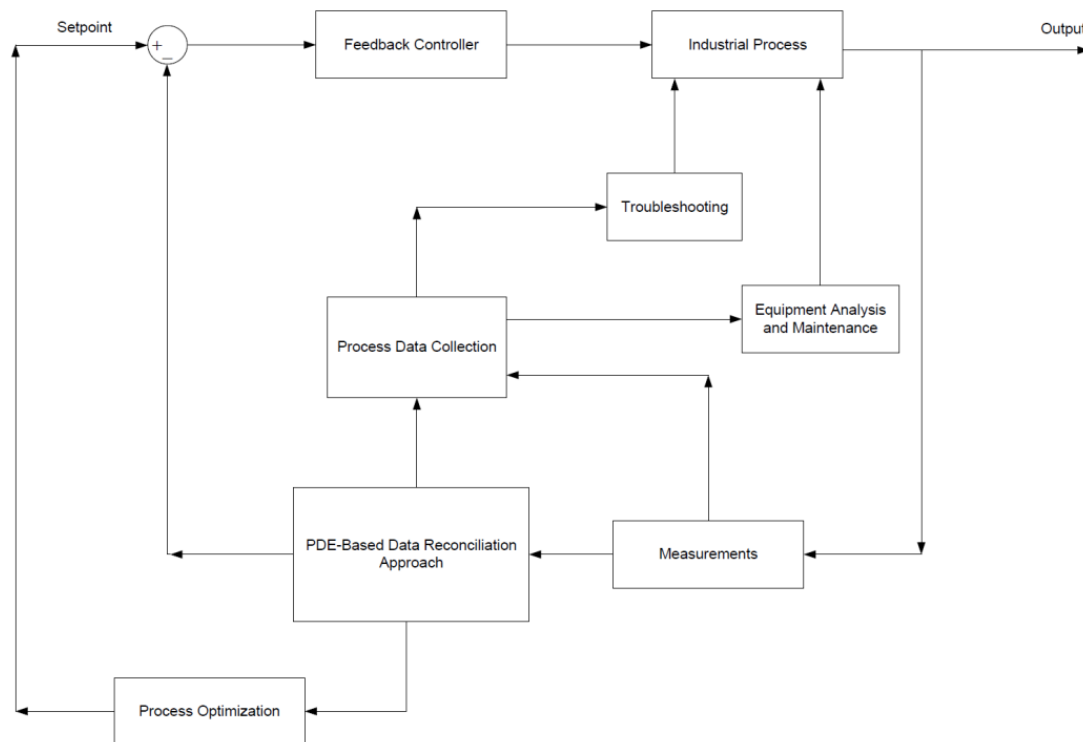 Setpoint
+
−
Feedback Controller
Industrial Process
Output
Troubleshooting
Equipment Analysis
and Maintenance
Process Data Collection
PDE-Based Data Reconciliation
Approach
Measurements
Process Optimization